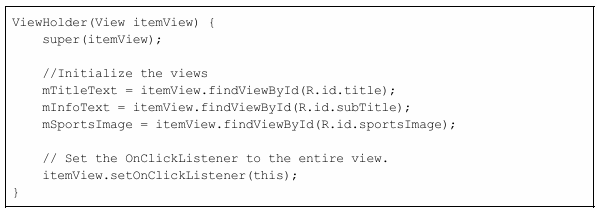 ViewHolder(View itemView) {
    super(itemView);

    //Initialize the views
    mTitleText = itemView.findViewById(R.id.title);
    mInfoText = itemView.findViewById(R.id.subTitle);
    mSportsImage = itemView.findViewById(R.id.sportsImage);

    // Set the OnClickListener to the entire view.
    itemView.setOnClickListener(this);
}